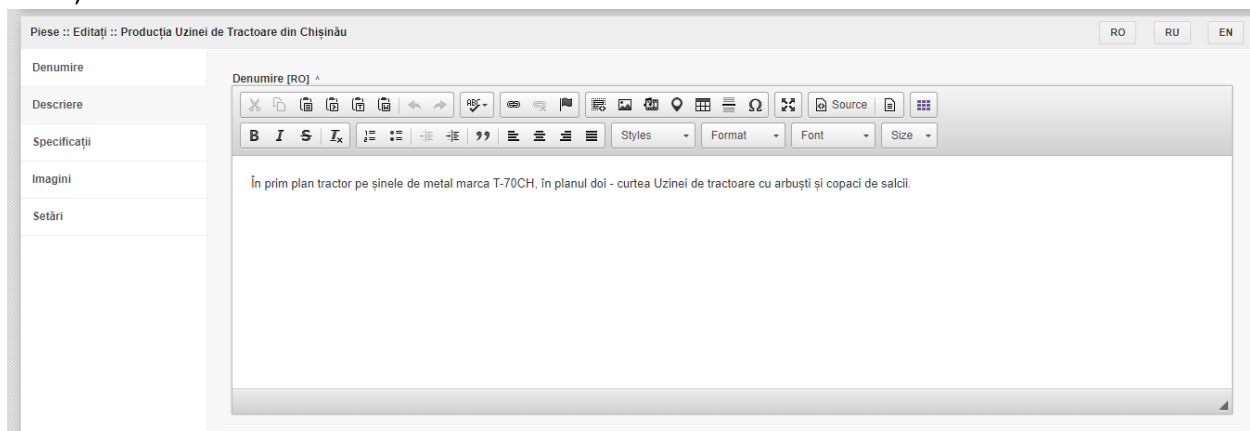 Piese :: Editați :: Producția Uzinei de Tractoare din Chișinău RO RU EN
Denumire
Descriere
Specificații
Imagini
Setări
Denumire [RO] ^
ABC
Source
B I S Ix Styles Format Font Size
În prim plan tractor pe șinele de metal marca T-70CH, în planul doi - curtea Uzinei de tractoare cu arbuști și copaci de salcii.